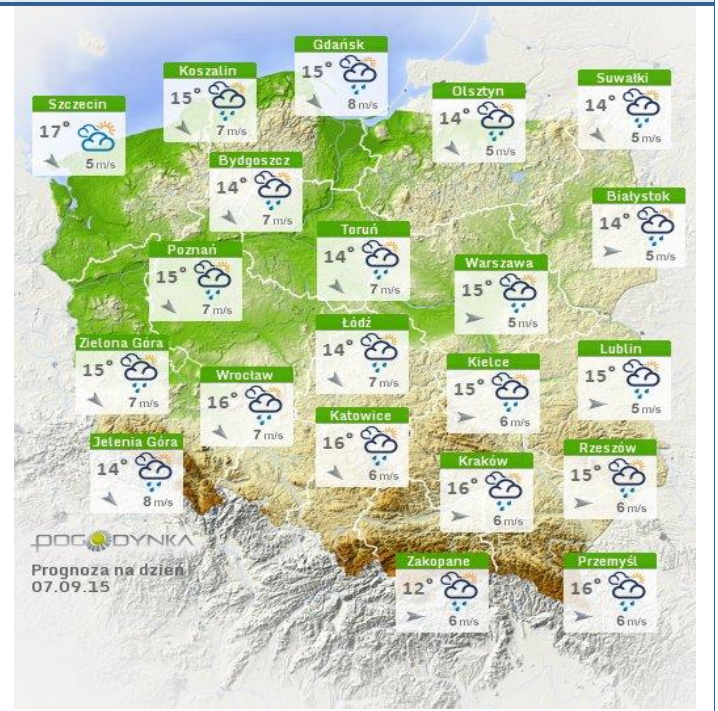 Gdańsk
15°
8 m/s
Koszalin
15°
7 m/s
Szczecin
17°
5 m/s
Olsztyn
14°
5 m/s
Suwałki
14°
5 m/s
Bydgoszcz
14°
7 m/s
Białystok
14°
5 m/s
Toruń
14°
7 m/s
Poznań
15°
7 m/s
Warszawa
15°
5 m/s
Łódź
14°
7 m/s
Zielona Góra
15°
7 m/s
Wrocław
16°
7 m/s
Kielce
15°
6 m/s
Lublin
15°
5 m/s
Katowice
16°
6 m/s
Jelenia Góra
14°
8 m/s
Kraków
16°
6 m/s
Rzeszów
15°
6 m/s
POGODYNKA
Prognoza na dzień
07.09.15
Zakopane
12°
6 m/s
Przemyśl
16°
6 m/s